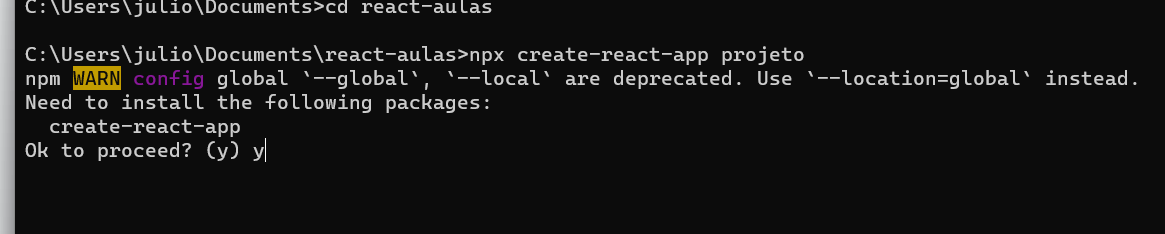 C:\Users\julio\Documents>cd react-aulas
C:\Users\julio\Documents\react-aulas>npx create-react-app projeto
npm WARN config global `--global`, `--local` are deprecated. Use `--location=global` instead.
Need to install the following packages:
  create-react-app
Ok to proceed? (y) y